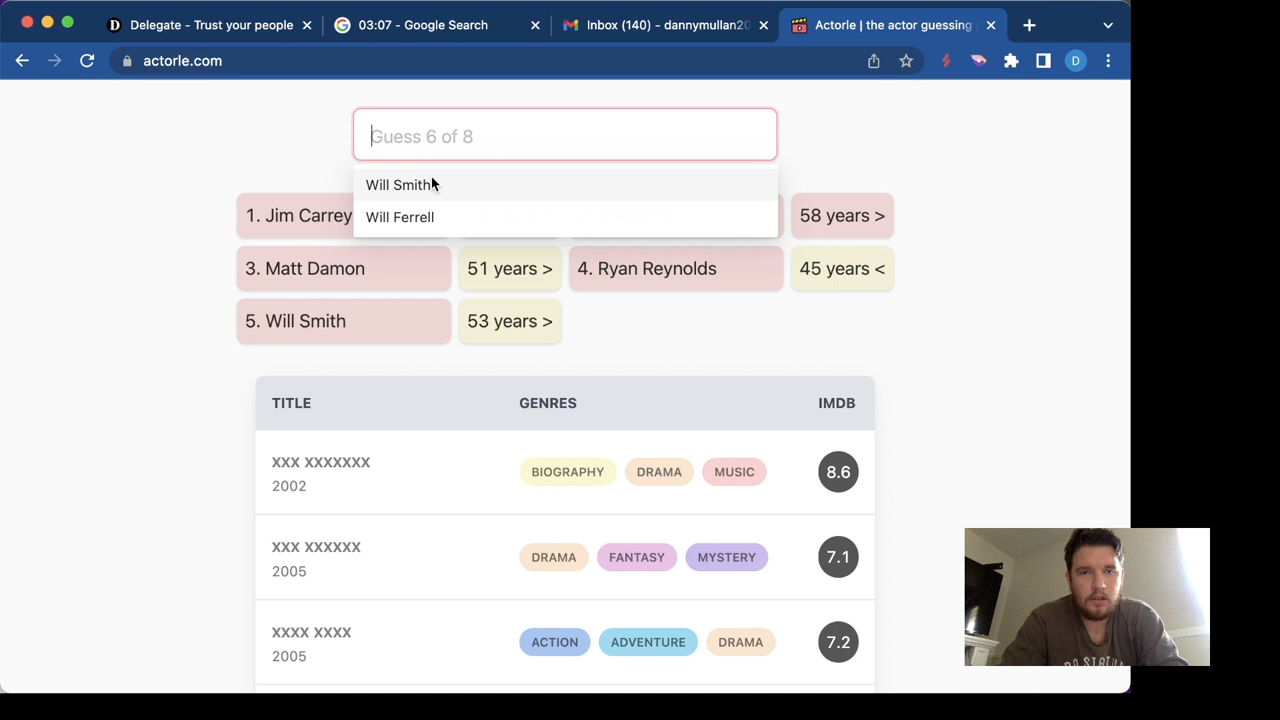 Delegate - Trust your people
03:07 - Google Search
Inbox (140) - dannymullan20
Actorle | the actor guessing
actorle.com
D
Guess 6 of 8
Will Smith
Will Ferrell
1. Jim Carrey
58 years >
3. Matt Damon
51 years >
4. Ryan Reynolds
45 years <
5. Will Smith
53 years >
TITLE GENRES IMDB
XXX XXXXXXX
2002
BIOGRAPHY DRAMA MUSIC
8.6
XXX XXXXXX
2005
DRAMA FANTASY MYSTERY
7.1
XXXX XXXX
2005
ACTION ADVENTURE DRAMA
7.2